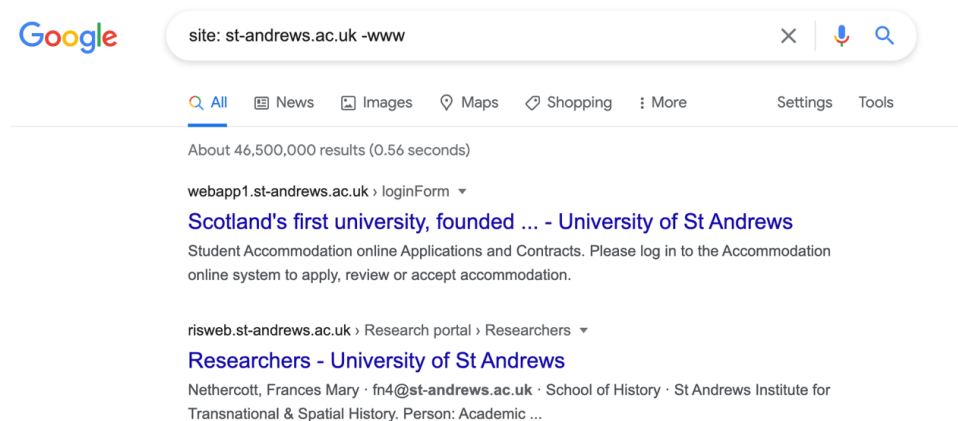 Google
site: st-andrews.ac.uk -www
All News Images Maps Shopping More Settings Tools
About 46,500,000 results (0.56 seconds)
webapp1.st-andrews.ac.uk › loginForm
Scotland's first university, founded ... - University of St Andrews
Student Accommodation online Applications and Contracts. Please log in to the Accommodation
online system to apply, review or accept accommodation.
risweb.st-andrews.ac.uk › Research portal › Researchers
Researchers - University of St Andrews
Nethercott, Frances Mary · fn4@st-andrews.ac.uk · School of History · St Andrews Institute for
Transnational & Spatial History. Person: Academic ...